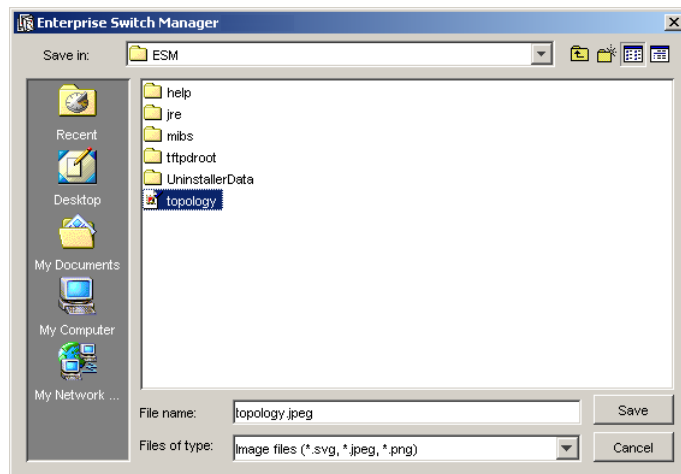 Enterprise Switch Manager
Save in:
ESM
Recent
Desktop
My Documents
My Computer
My Network ...
help
jre
mibs
tftpdroot
UninstallerData
topology
File name:
topology.jpeg
Save
Files of type:
Image files (*.svg, *.jpeg, *.png)
Cancel